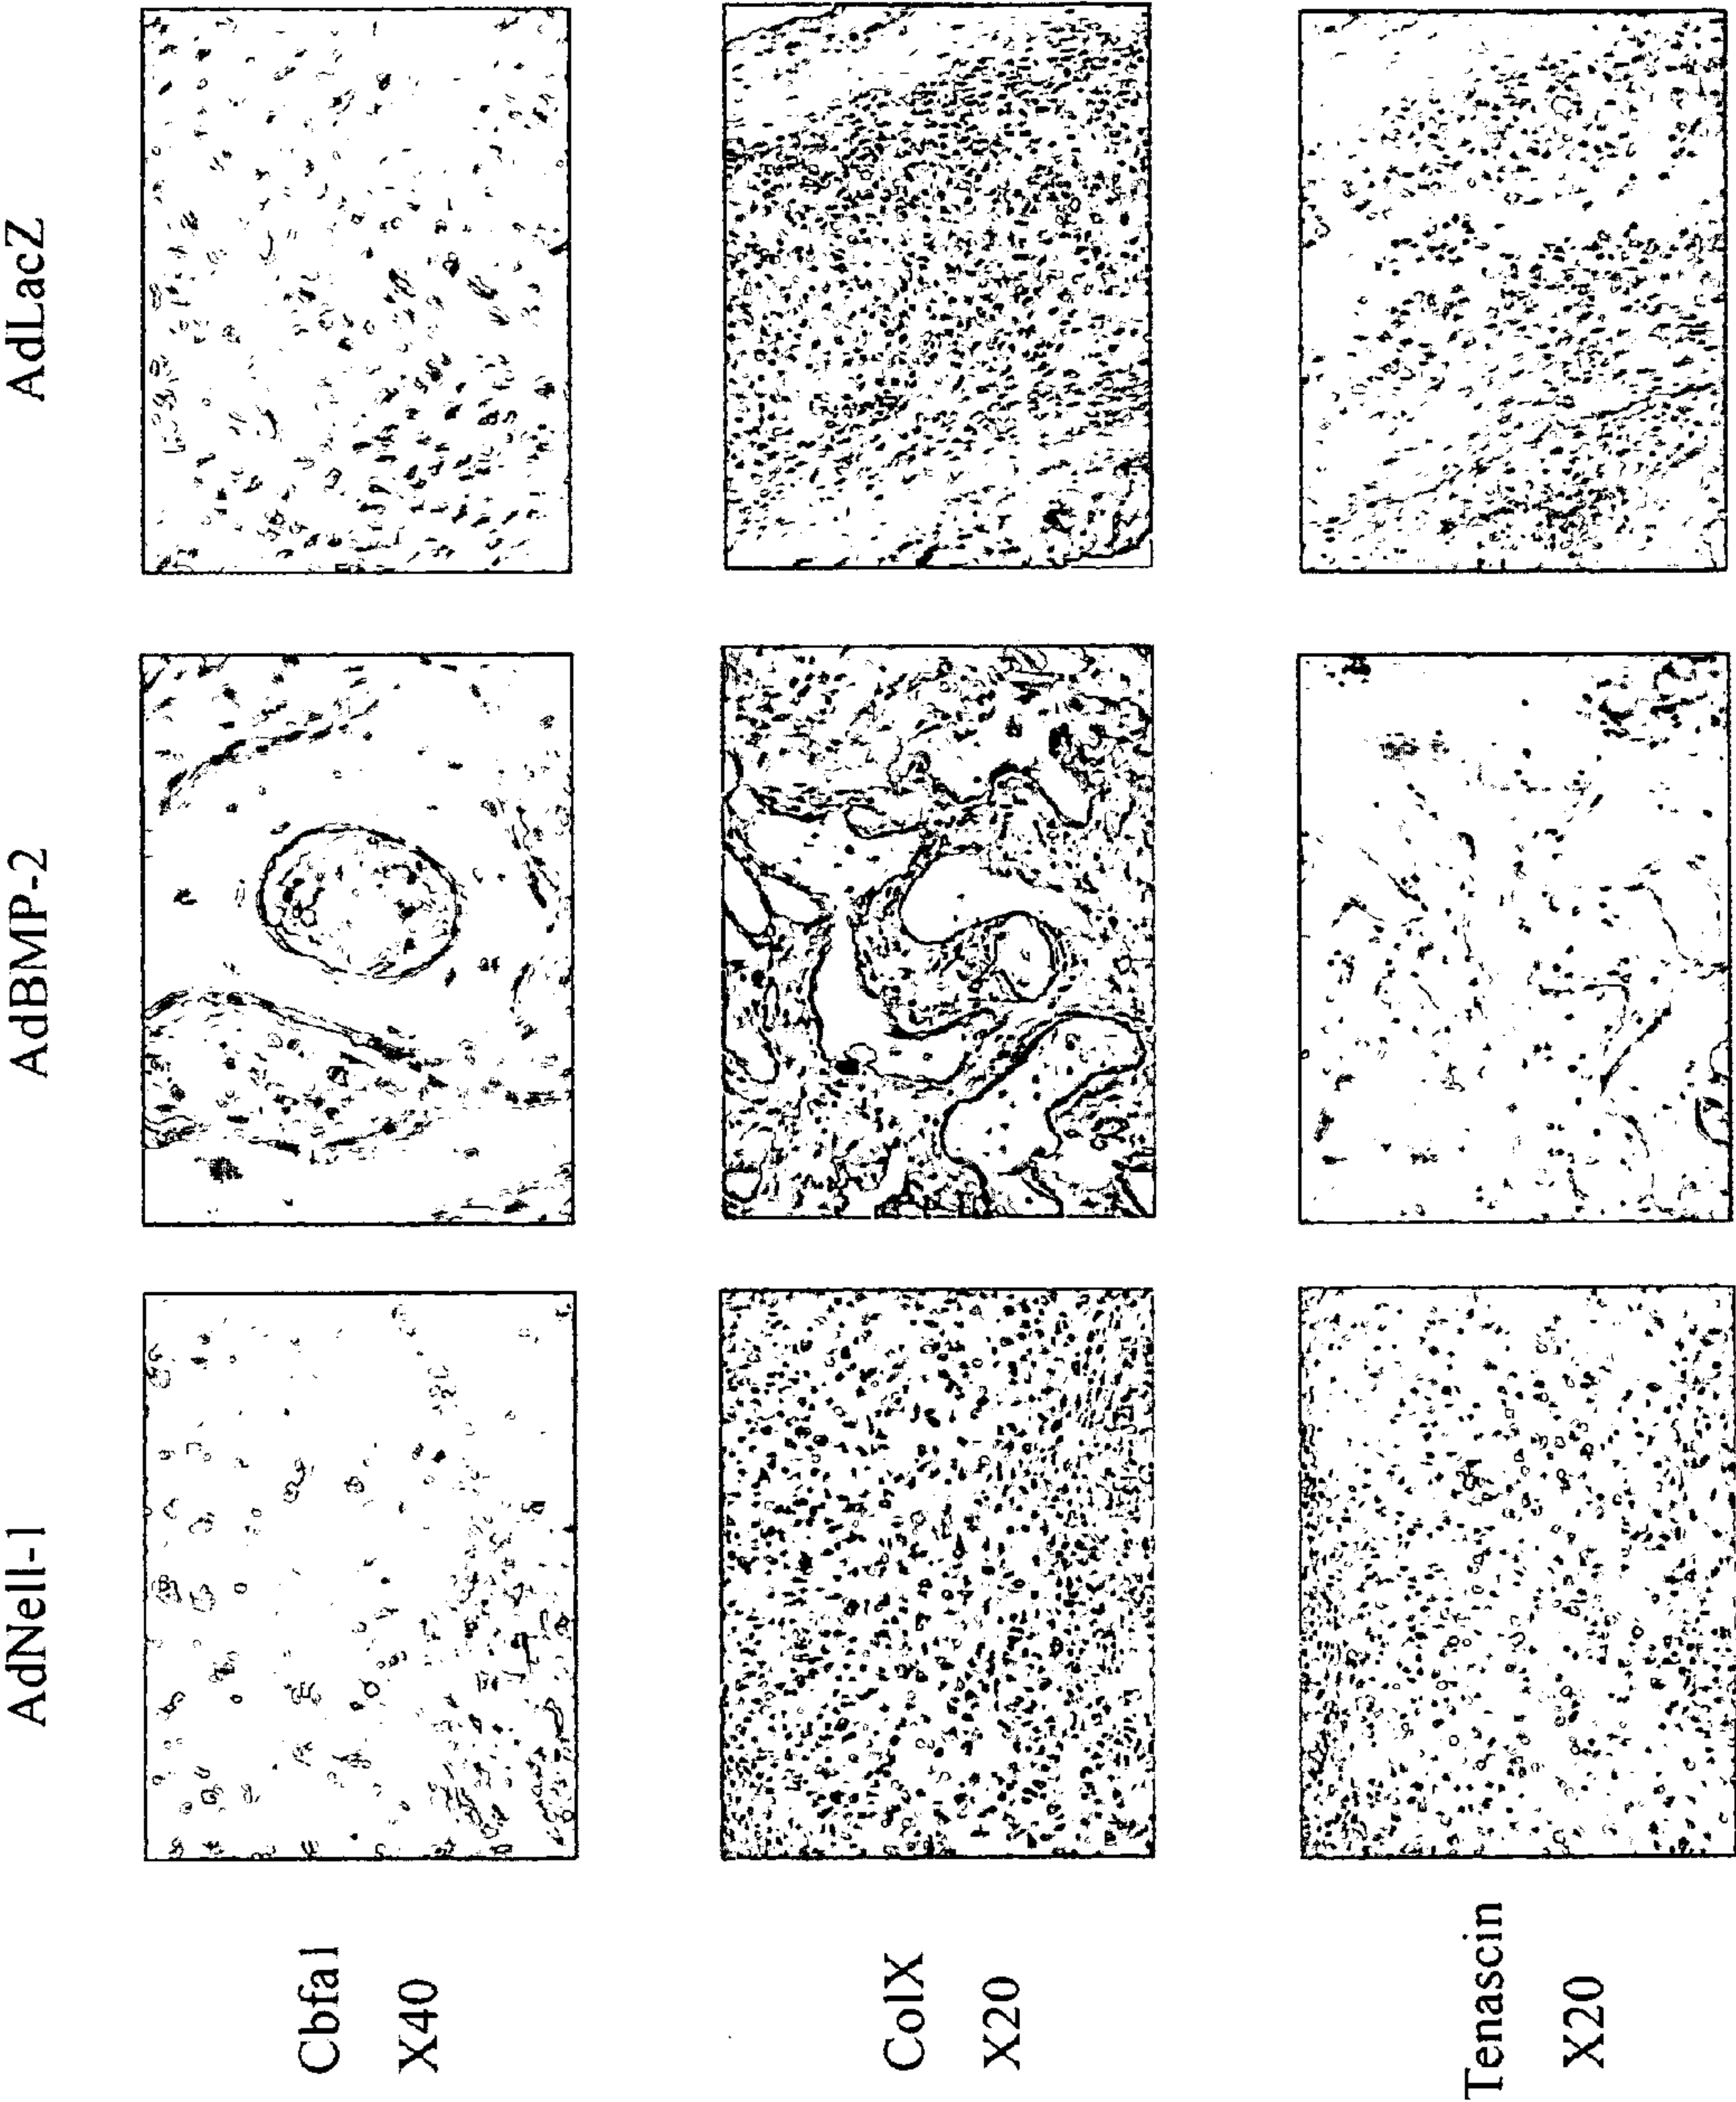 AdNell-1 AdBMP-2 AdLacZ
Cbfa1
X40
ColX
X20
Tenascin
X20